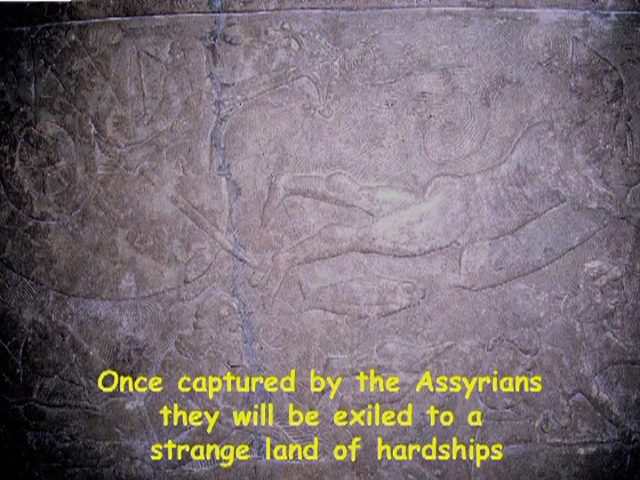 Once captured by the Assyrians
they will be exiled to a
strange land of hardships